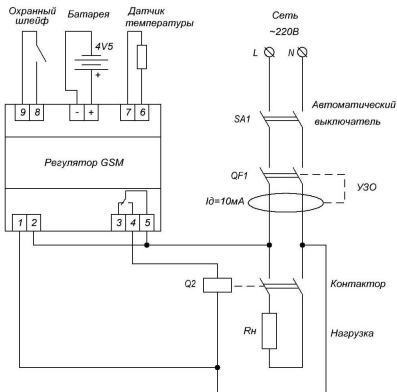 Охранный шлейф
Батарея
Датчик температуры
4V5
+
9 8
- +
7 6
Регулятор GSM
1 2
3 4 5
Сеть
~220В
L N
SA1
Автоматический выключатель
QF1
УЗО
Iд=10мА
Q2
Контактор
Rн
Нагрузка